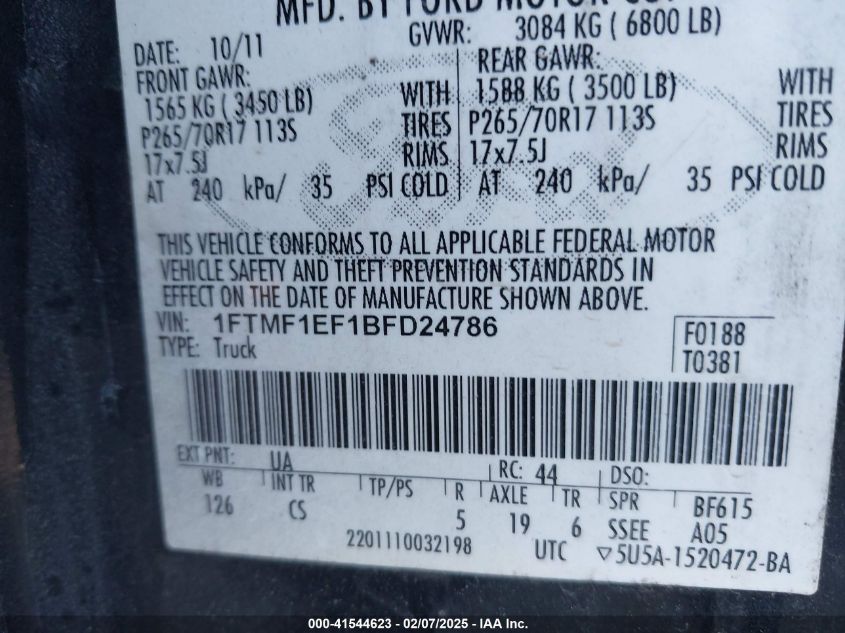 MFD. BY FORD MOTOR CO.
DATE: 10/11 GVWR: 3084 KG ( 6800 LB)
FRONT GAWR: REAR GAWR:
1565 KG ( 3450 LB) WITH 1588 KG ( 3500 LB) WITH
P265/70R17 113S TIRES P265/70R17 113S TIRES
17x7.5J RIMS 17x7.5J RIMS
AT 240 kPa/ 35 PSI COLD AT 240 kPa/ 35 PSI COLD
THIS VEHICLE CONFORMS TO ALL APPLICABLE FEDERAL MOTOR
VEHICLE SAFETY AND THEFT PREVENTION STANDARDS IN
EFFECT ON THE DATE OF MANUFACTURE SHOWN ABOVE.
VIN: 1FTMF1EF1BFD24786 F0188
TYPE: Truck T0381
EXT PNT: UA RC: 44 DSO:
WB INT TR TP/PS R AXLE TR SPR BF615
126 CS 5 19 6 SSEE A05
2201110032198 UTC ▽5U5A-1520472-BA
000-41544623 - 02/07/2025 - IAA Inc.